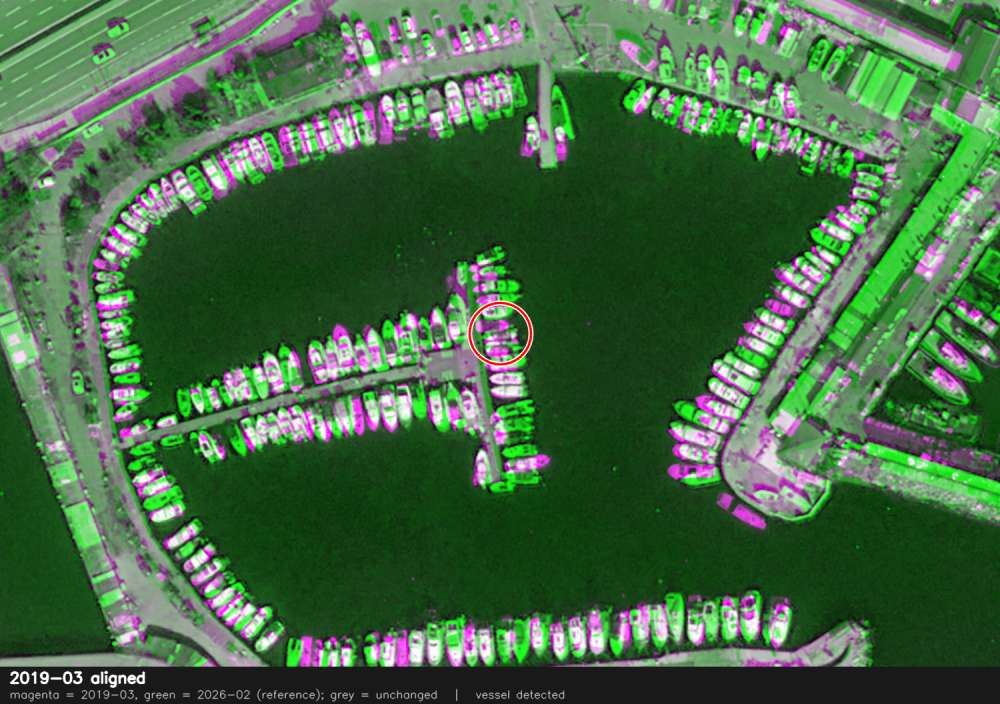 2019-03 aligned
magenta = 2019-03, green = 2026-02 (reference); grey = unchanged | vessel detected